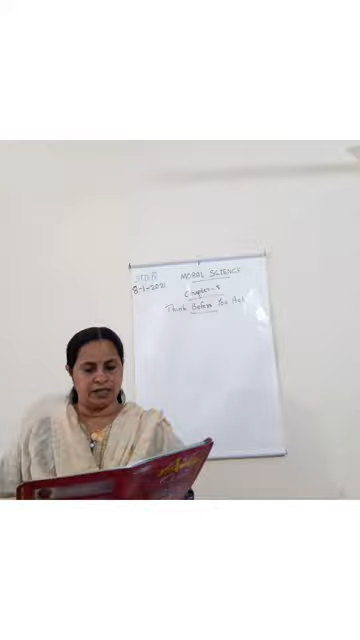 STD
MORAL SCIENCE
8-1-2021
Chapter-
Think Before You Act